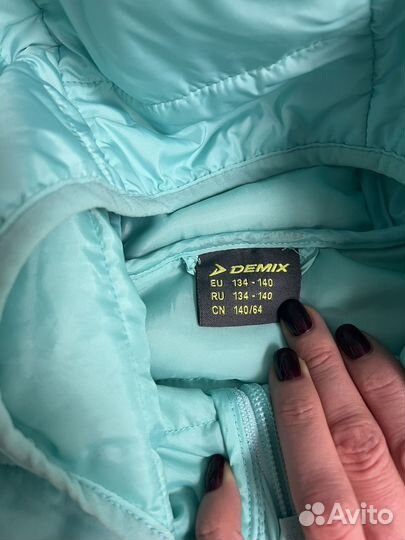 DEMIX
EU 134 - 140
RU 134 - 140
CN 140/64
Avito